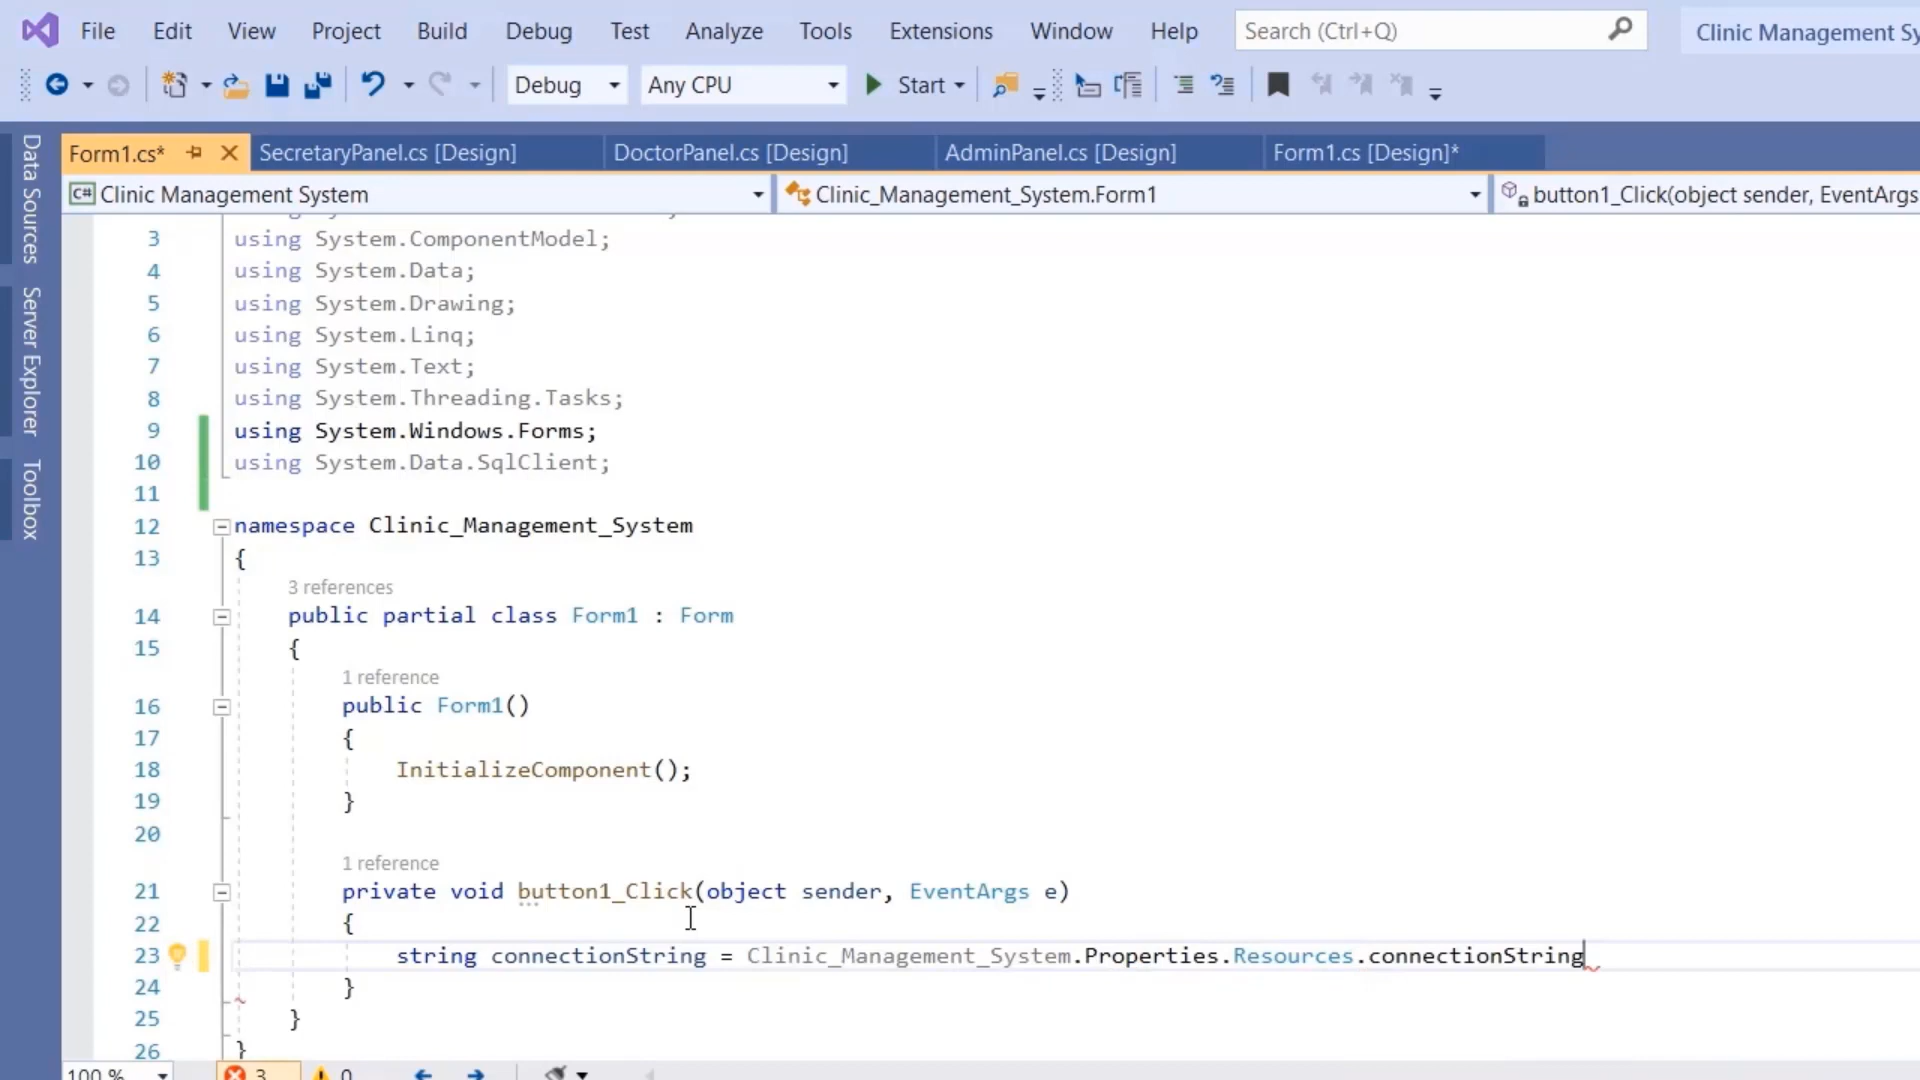 File Edit View Project Build Debug Test Analyze Tools Extensions Window Help Search (Ctrl+Q) Clinic Management Sy
Debug Any CPU Start
Data Sources
Server Explorer
Toolbox
Form1.cs* SecretaryPanel.cs [Design] DoctorPanel.cs [Design] AdminPanel.cs [Design] Form1.cs [Design]*
C# Clinic Management System Clinic_Management_System.Form1 button1_Click(object sender, EventArgs
3 using System.ComponentModel;
4 using System.Data;
5 using System.Drawing;
6 using System.Linq;
7 using System.Text;
8 using System.Threading.Tasks;
9 using System.Windows.Forms;
10 using System.Data.SqlClient;
11
12 namespace Clinic_Management_System
13 {
3 references
14 public partial class Form1 : Form
15 {
1 reference
16 public Form1()
17 {
18 InitializeComponent();
19 }
20
1 reference
21 private void button1_Click(object sender, EventArgs e)
22 {
23 string connectionString = Clinic_Management_System.Properties.Resources.connectionString
24 }
25 }
26 }
100 % 3 0